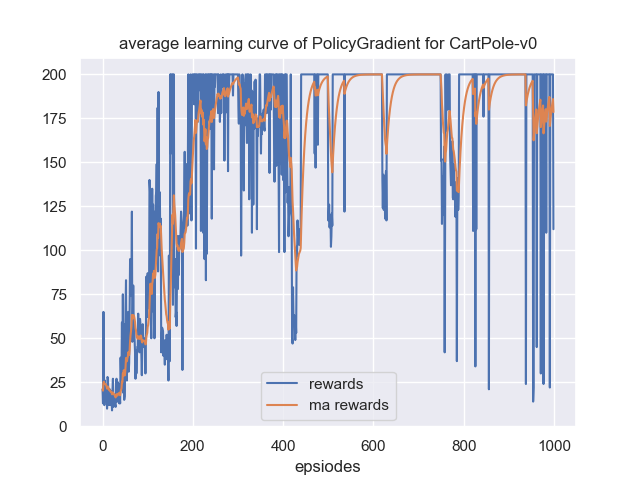 average learning curve of PolicyGradient for CartPole-v0
200
175
150
125
100
75
50
25
0
0 200 400 600 800 1000
rewards
ma rewards
epsiodes